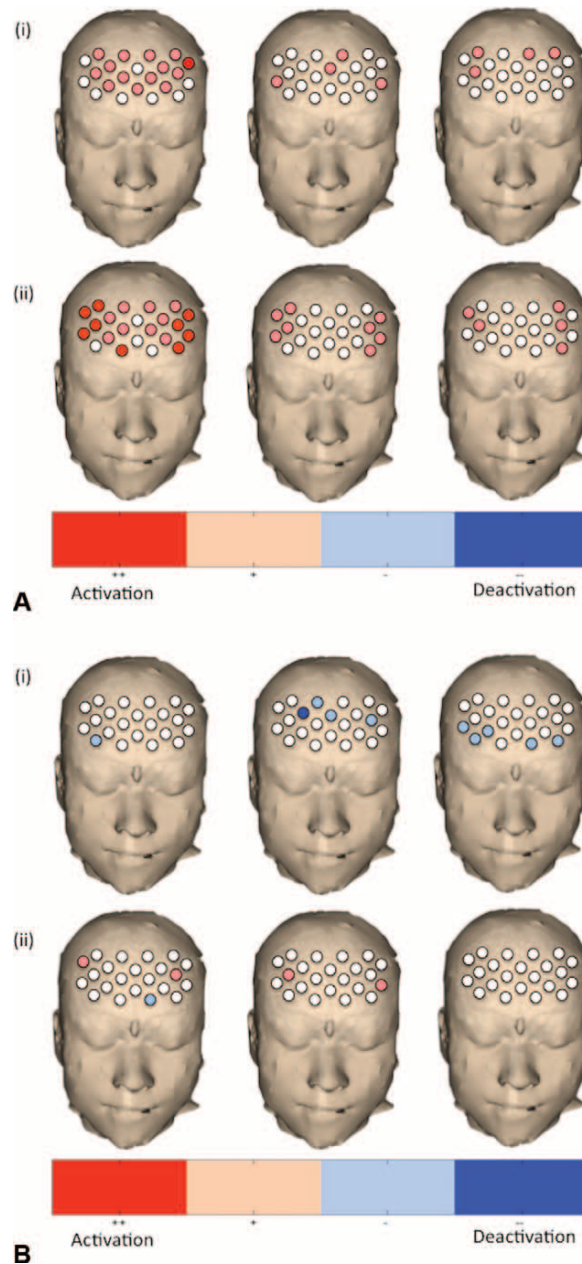 (i)
(ii)
++ + - --
Activation Deactivation
A
(i)
(ii)
++ + - --
Activation Deactivation
B